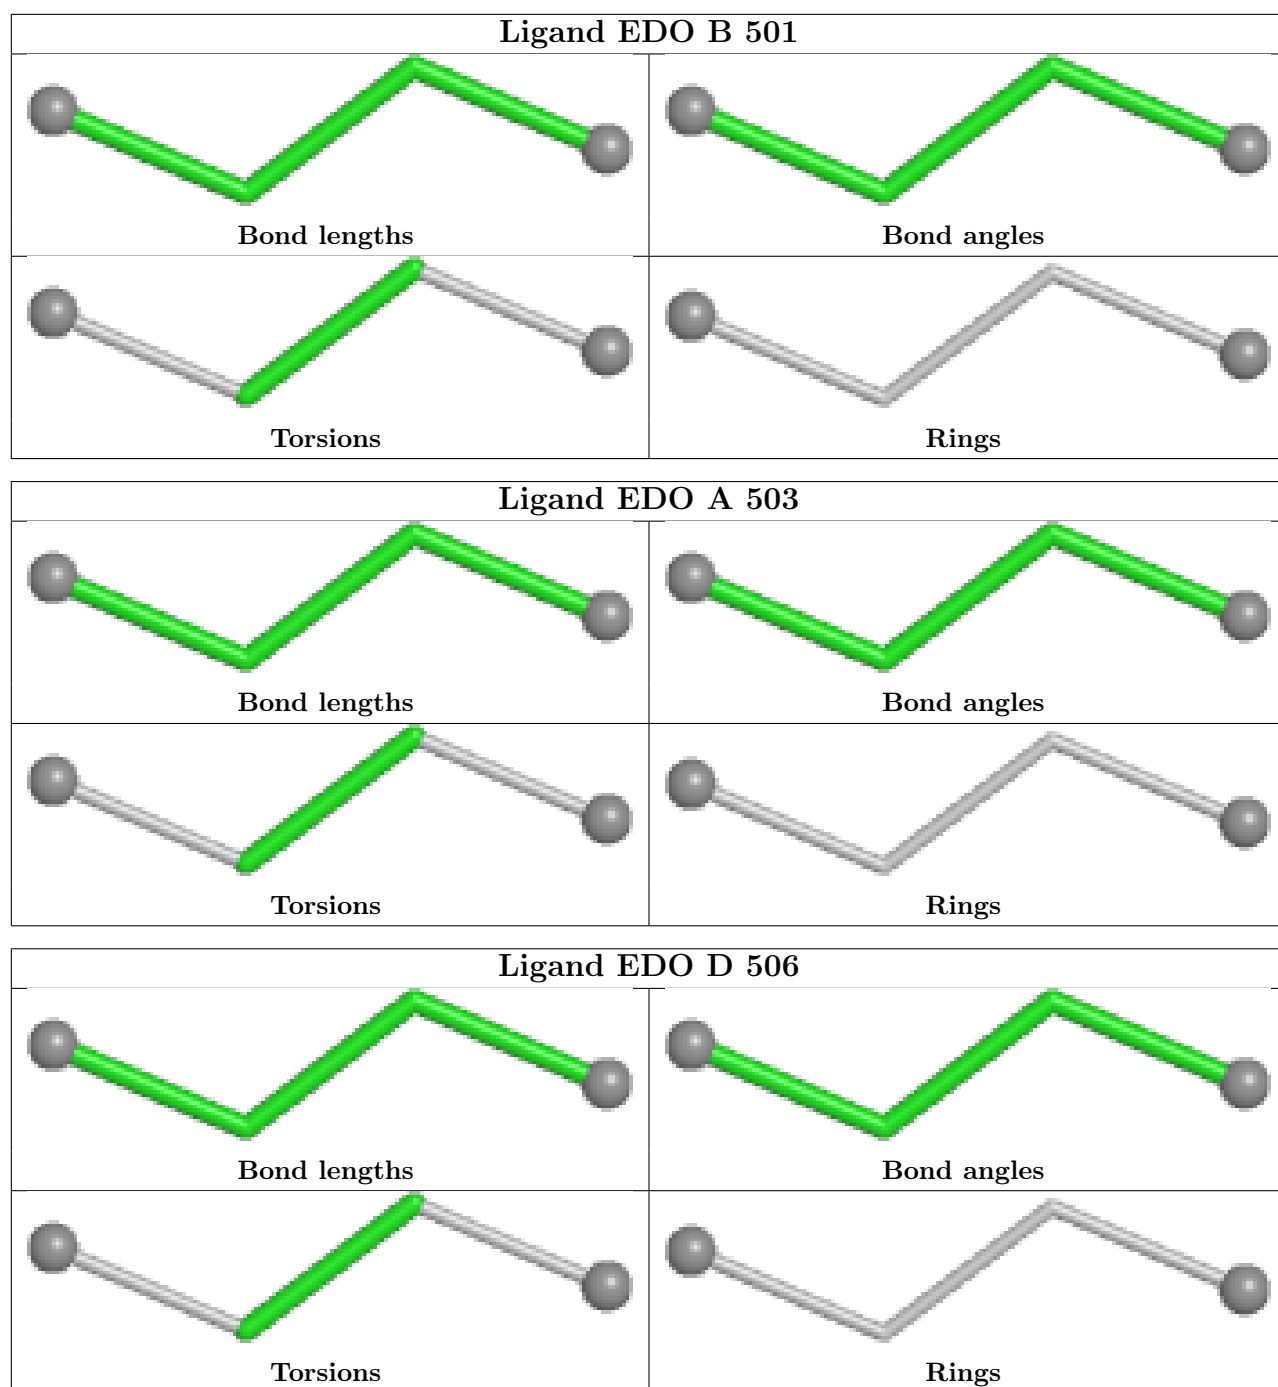 Ligand EDO B 501
Bond lengths
Bond angles
Torsions
Rings
Ligand EDO A 503
Bond lengths
Bond angles
Torsions
Rings
Ligand EDO D 506
Bond lengths
Bond angles
Torsions
Rings